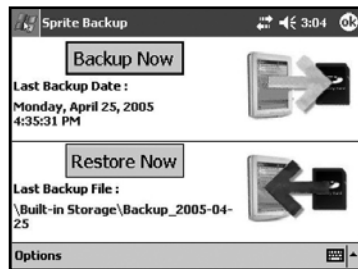 Sprite Backup 3:04 ok
Backup Now
Last Backup Date :
Monday, April 25, 2005
4:35:31 PM
Restore Now
Last Backup File :
\Built-in Storage\Backup_2005-04-
25
Options